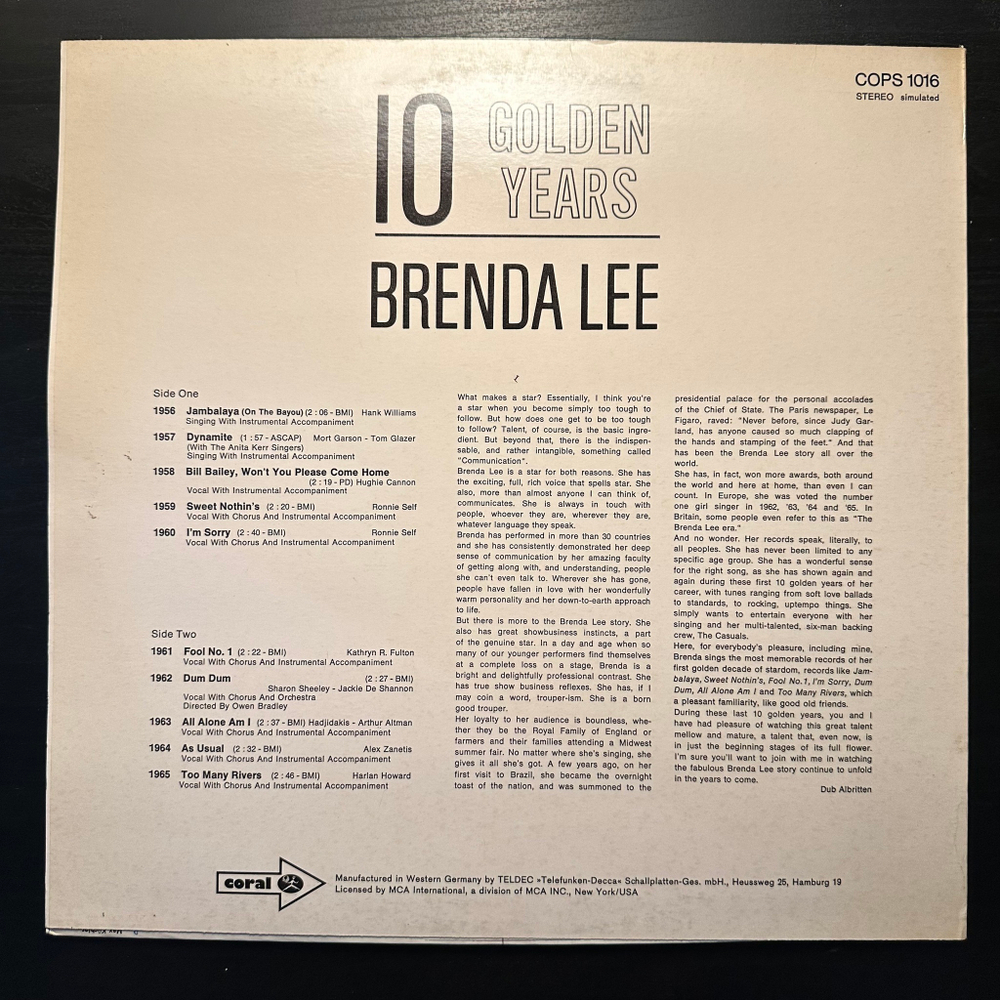 COPS 1016
STEREO simulated
10 GOLDEN
YEARS
BRENDA LEE
Side One
1956 Jambalaya (On The Bayou) (2 : 06 - BMI) Hank Williams
Singing With Instrumental Accompaniment
1957 Dynamite (1 : 57 - ASCAP) Mort Garson - Tom Glazer
(With The Anita Kerr Singers)
Singing With Instrumental Accompaniment
1958 Bill Bailey, Won't You Please Come Home
(2 : 19 - PD) Hughie Cannon
Vocal With Instrumental Accompaniment
1959 Sweet Nothin's (2 : 20 - BMI) Ronnie Self
Vocal With Chorus And Instrumental Accompaniment
1960 I'm Sorry (2 : 40 - BMI) Ronnie Self
Vocal With Chorus And Instrumental Accompaniment
Side Two
1961 Fool No. 1 (2 : 22 - BMI) Kathryn R. Fulton
Vocal With Chorus And Instrumental Accompaniment
1962 Dum Dum (2 : 27 - BMI)
Sharon Sheeley - Jackie De Shannon
Vocal With Chorus And Orchestra
Directed By Owen Bradley
1963 All Alone Am I (2 : 37 - BMI) Hadjidakis - Arthur Altman
Vocal With Chorus And Instrumental Accompaniment
1964 As Usual (2 : 32 - BMI) Alex Zanetis
Vocal With Chorus And Instrumental Accompaniment
1965 Too Many Rivers (2 : 46 - BMI) Harlan Howard
Vocal With Chorus And Instrumental Accompaniment
What makes a star? Essentially, I think you're
a star when you become simply too tough to
follow. But how does one get to be too tough
to follow? Talent, of course, is the basic ingre-
dient. But beyond that, there is the indispen-
sable, and rather intangible, something called
"Communication".
Brenda Lee is a star for both reasons. She has
the exciting, full, rich voice that spells star. She
also, more than almost anyone I can think of,
communicates. She is always in touch with
people, whoever they are, wherever they are,
whatever language they speak.
Brenda has performed in more than 30 countries
and she has consistently demonstrated her deep
sense of communication by her amazing faculty
of getting along with, and understanding, people
she can't even talk to. Wherever she has gone,
people have fallen in love with her wonderfully
warm personality and her down-to-earth approach
to life.
But there is more to the Brenda Lee story. She
also has great showbusiness instincts, a part
of the genuine star. In a day and age when so
many of our younger performers find themselves
at a complete loss on a stage, Brenda is a
bright and delightfully professional contrast. She
has true show business reflexes. She has, if I
may coin a word, trouper-ism. She is a born
good trouper.
Her loyalty to her audience is boundless, whe-
ther they be the Royal Family of England or
farmers and their families attending a Midwest
summer fair. No matter where she's singing, she
gives it all she's got. A few years ago, on her
first visit to Brazil, she became the overnight
toast of the nation, and was summoned to the
presidential palace for the personal accolades
of the Chief of State. The Paris newspaper, Le
Figaro, raved: "Never before, since Judy Gar-
land, has anyone caused so much clapping of
the hands and stamping of the feet." And that
has been the Brenda Lee story all over the
world.
She has, in fact, won more awards, both around
the world and here at home, than even I can
count. In Europe, she was voted the number
one girl singer in 1962, '63, '64 and '65. In
Britain, some people even refer to this as "The
Brenda Lee era."
And no wonder. Her records speak, literally, to
all peoples. She has never been limited to any
specific age group. She has a wonderful sense
for the right song, as she has shown again and
again during these first 10 golden years of her
career, with tunes ranging from soft love ballads
to standards, to rocking, uptempo things. She
simply wants to entertain everyone with her
singing and her multi-talented, six-man backing
crew, The Casuals.
Here, for everybody's pleasure, including mine,
Brenda sings the most memorable records of her
first golden decade of stardom, records like Jam-
balaya, Sweet Nothin's, Fool No. 1, I'm Sorry, Dum
Dum, All Alone Am I and Too Many Rivers, which
a pleasant familiarity, like good old friends.
During these last 10 golden years, you and I
have had pleasure of watching this great talent
mellow and mature, a talent that, even now, is
in just the beginning stages of its full flower.
I'm sure you'll want to join with me in watching
the fabulous Brenda Lee story continue to unfold
in the years to come.
Dub Albritten
coral
Manufactured in Western Germany by TELDEC »Telefunken-Decca« Schallplatten-Ges. mbH., Heussweg 25, Hamburg 19
Licensed by MCA International, a division of MCA INC., New York/USA